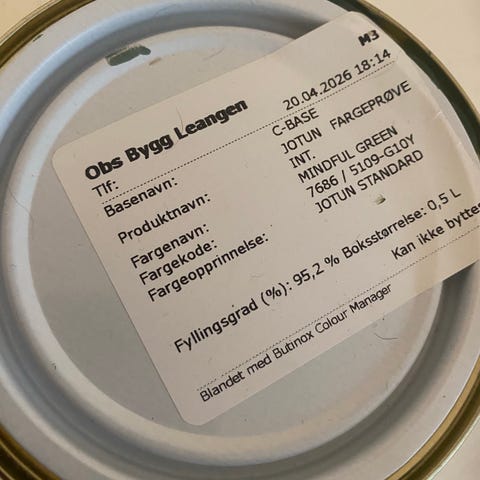 M3
Obs Bygg Leangen 20.04.2026 18:14
Tlf:
Basenavn: C-BASE
Produktnavn: JOTUN FARGEPRØVE
INT.
Fargenavn: MINDFUL GREEN
Fargekode: 7686 / 5109-G10Y
Fargeopprinnelse: JOTUN STANDARD
Fyllingsgrad (%): 95,2 % Boksstørrelse: 0,5 L
Kan ikke byttes
Blandet med Butinox Colour Manager